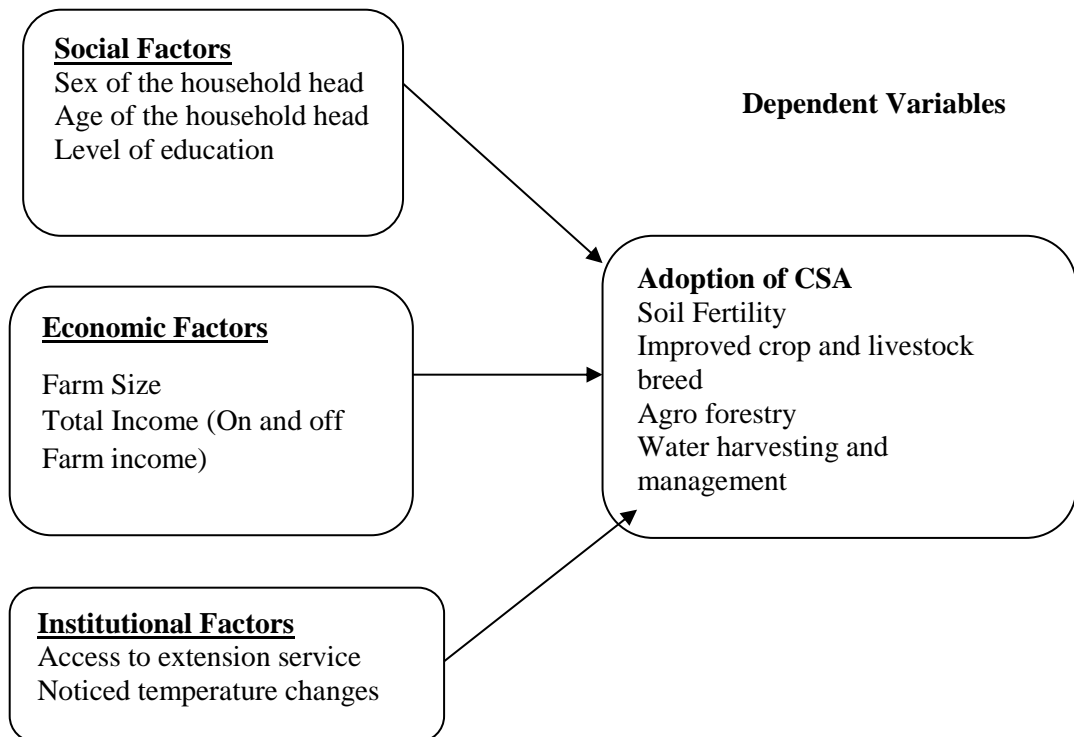 Social Factors
Sex of the household head
Age of the household head
Level of education
Dependent Variables
Economic Factors
Farm Size
Total Income (On and off
Farm income)
Adoption of CSA
Soil Fertility
Improved crop and livestock
breed
Agro forestry
Water harvesting and
management
Institutional Factors
Access to extension service
Noticed temperature changes